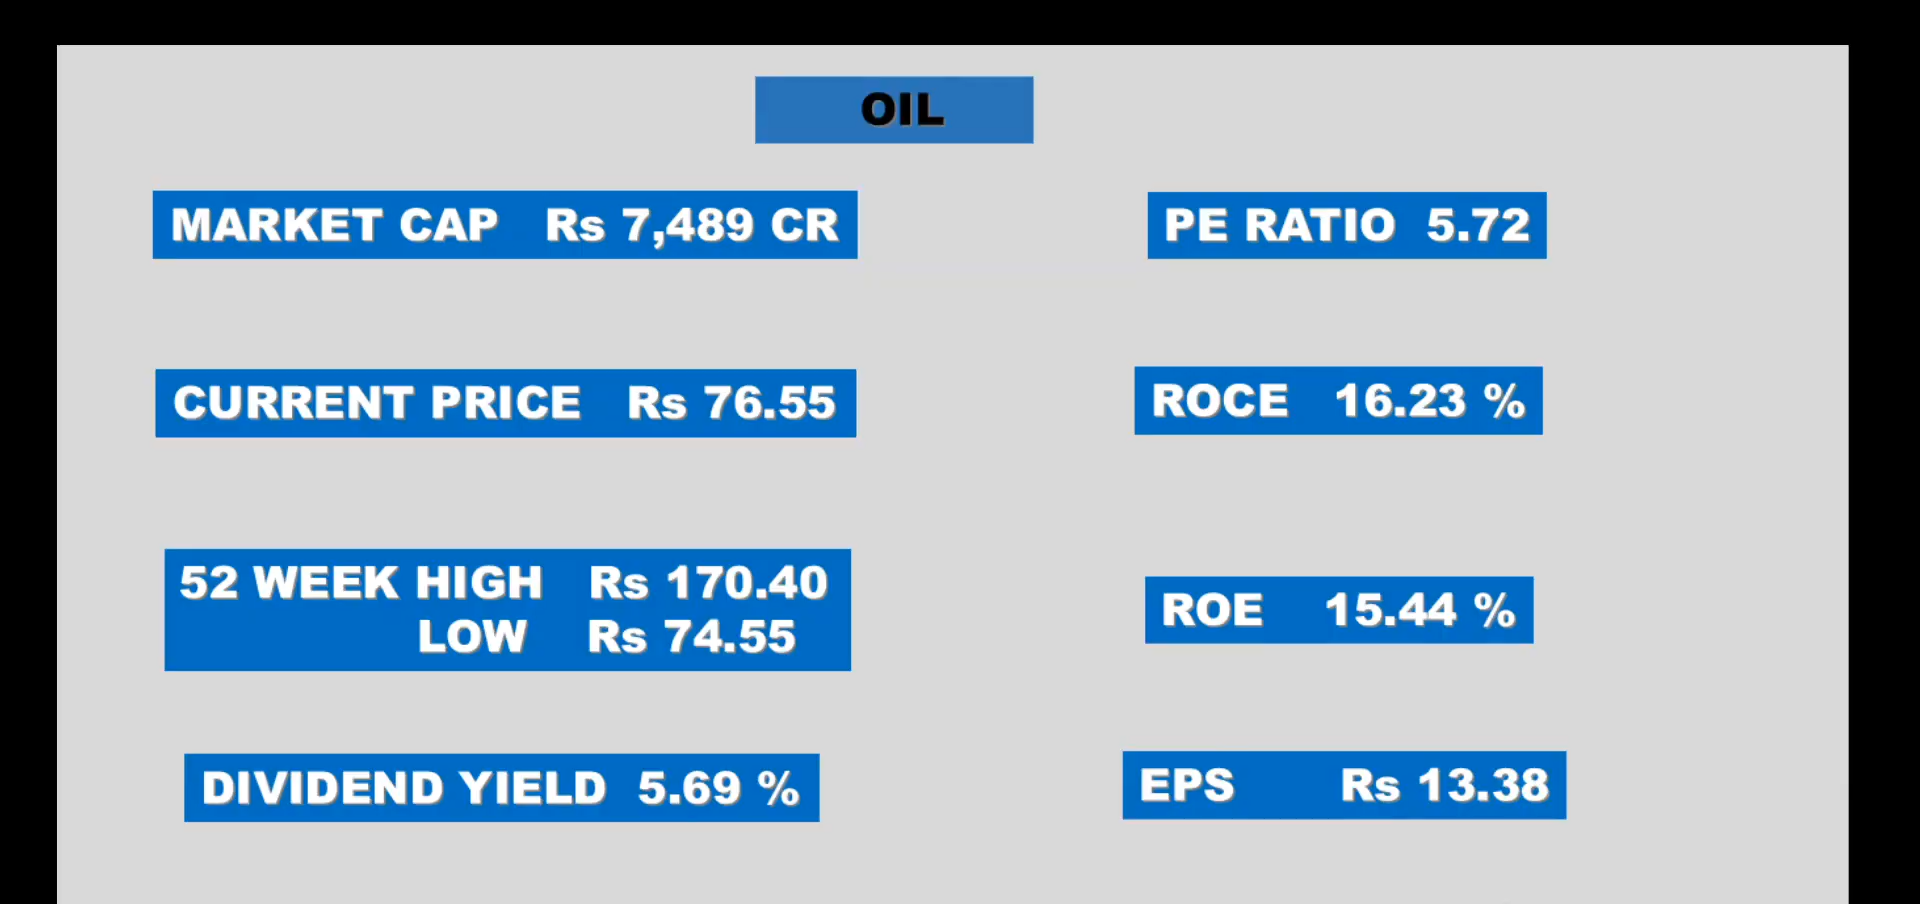 OIL
MARKET CAP Rs 7,489 CR
PE RATIO 5.72
CURRENT PRICE Rs 76.55
ROCE 16.23 %
52 WEEK HIGH Rs 170.40
LOW Rs 74.55
ROE 15.44 %
DIVIDEND YIELD 5.69 %
EPS Rs 13.38